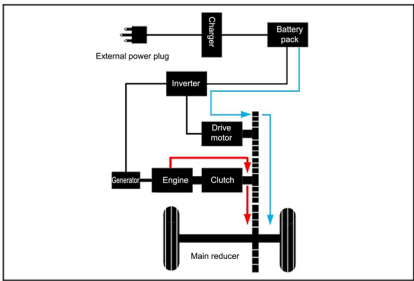 Charger
Battery
pack
External power plug
Inverter
Drive
motor
Generator
Engine
Clutch
Main reducer